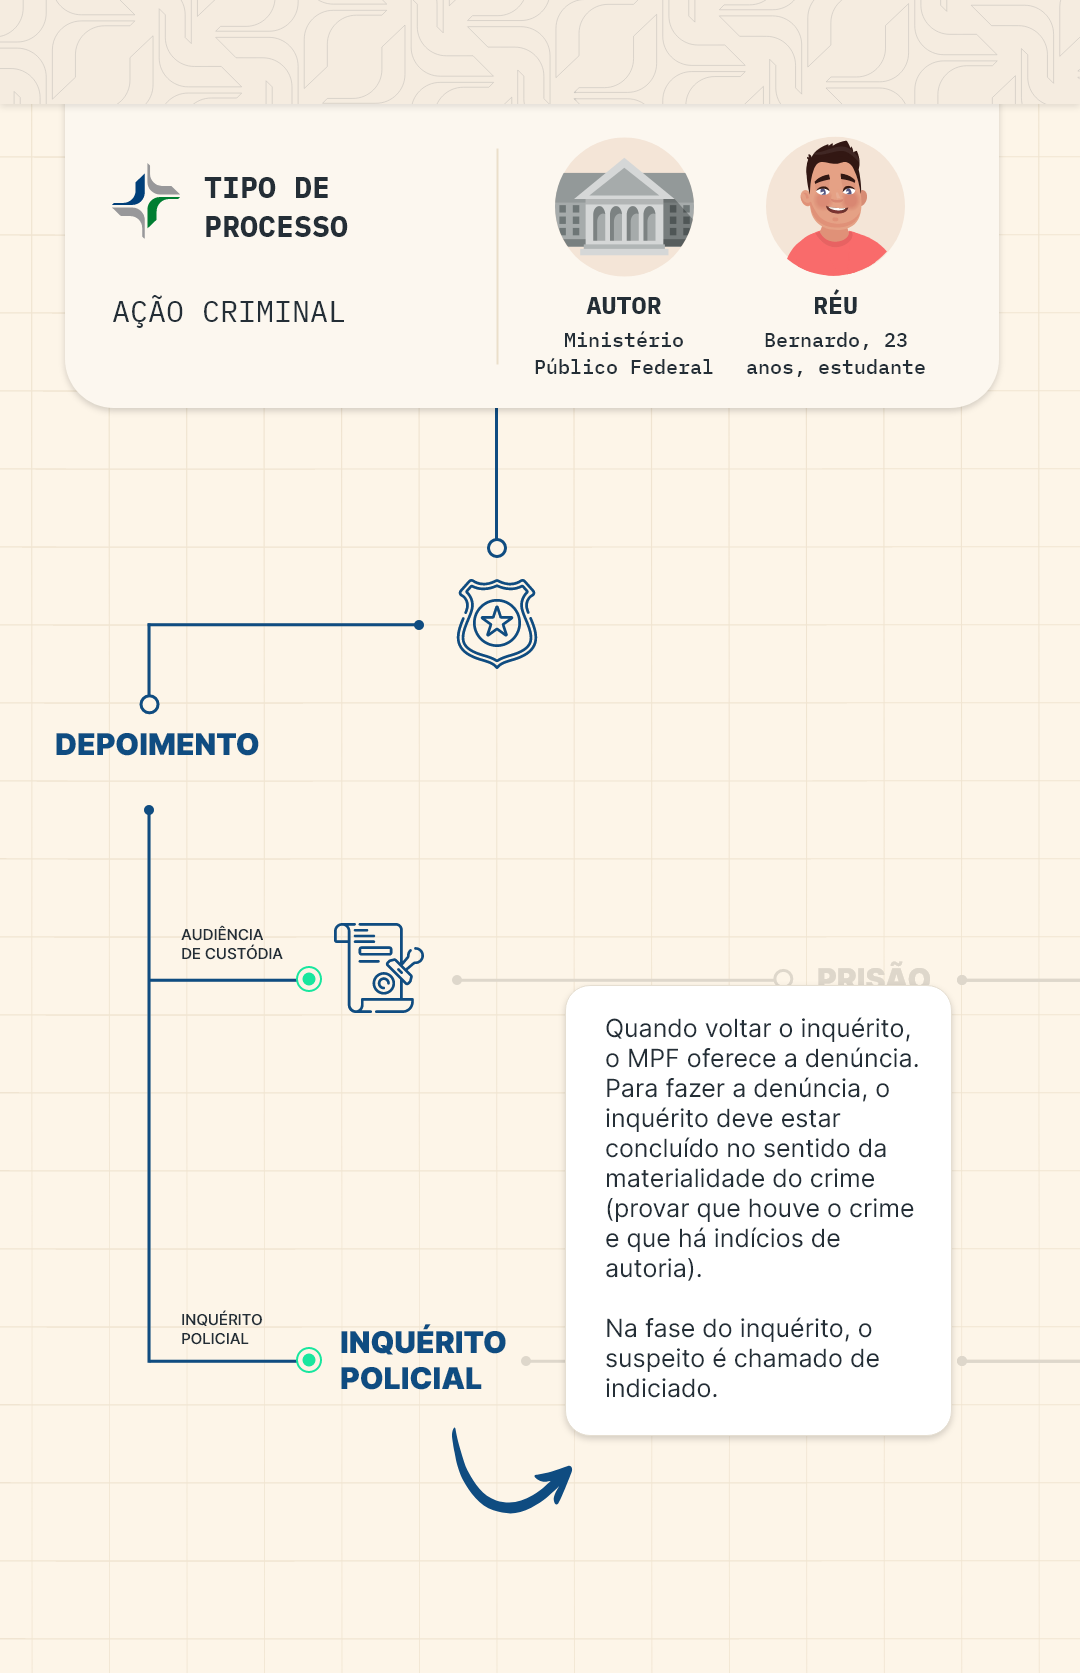 TIPO DE
PROCESSO
AÇÃO CRIMINAL
AUTOR
Ministério
Público Federal
RÉU
Bernardo, 23
anos, estudante
DEPOIMENTO
AUDIÊNCIA
DE CUSTÓDIA
PRISÃO
Quando voltar o inquérito,
o MPF oferece a denúncia.
Para fazer a denúncia, o
inquérito deve estar
concluído no sentido da
materialidade do crime
(provar que houve o crime
e que há indícios de
autoria).
Na fase do inquérito, o
suspeito é chamado de
indiciado.
INQUÉRITO
POLICIAL
INQUÉRITO
POLICIAL